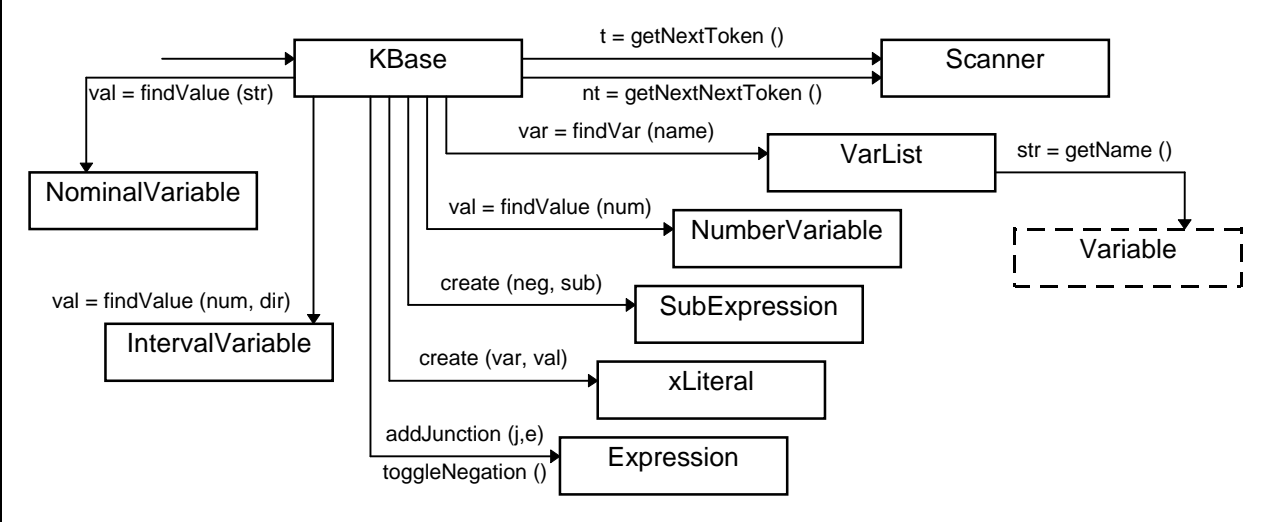 t = getNextToken ()
KBase
Scanner
val = findValue (str)
nt = getNextNextToken ()
var = findVar (name)
VarList
str = getName ()
NominalVariable
val = findValue (num)
NumberVariable
Variable
create (neg, sub)
val = findValue (num, dir)
SubExpression
IntervalVariable
create (var, val)
xLiteral
addJunction (j,e)
Expression
toggleNegation ()